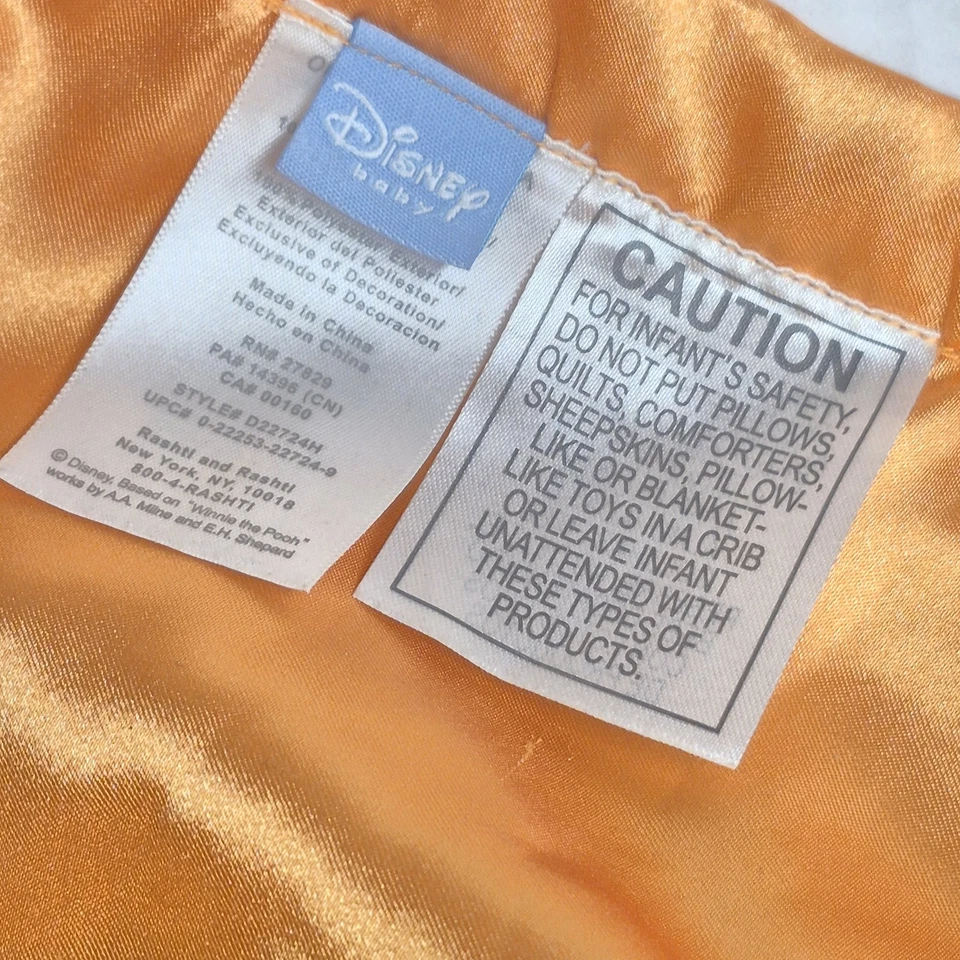 Disney
baby
Polyester Exterior/
Exterior del Poliester
Exclusive of Decoration/
Excluyendo la Decoracion
Made in China
Hecho en China
RN# 27929
PA# 14396 (CN)
CA# 00160
STYLE# D22724H
UPC# 0-22253-22724-9
Rashti and Rashti
New York, NY, 10018
800-4-RASHTI
© Disney. Based on "Winnie the Pooh"
works by A.A. Milne and E.H. Shepard
CAUTION
FOR INFANT'S SAFETY,
DO NOT PUT PILLOWS,
QUILTS, COMFORTERS,
SHEEPSKINS, PILLOW-
LIKE OR BLANKET-
LIKE TOYS IN A CRIB
OR LEAVE INFANT
UNATTENDED WITH
THESE TYPES OF
PRODUCTS.